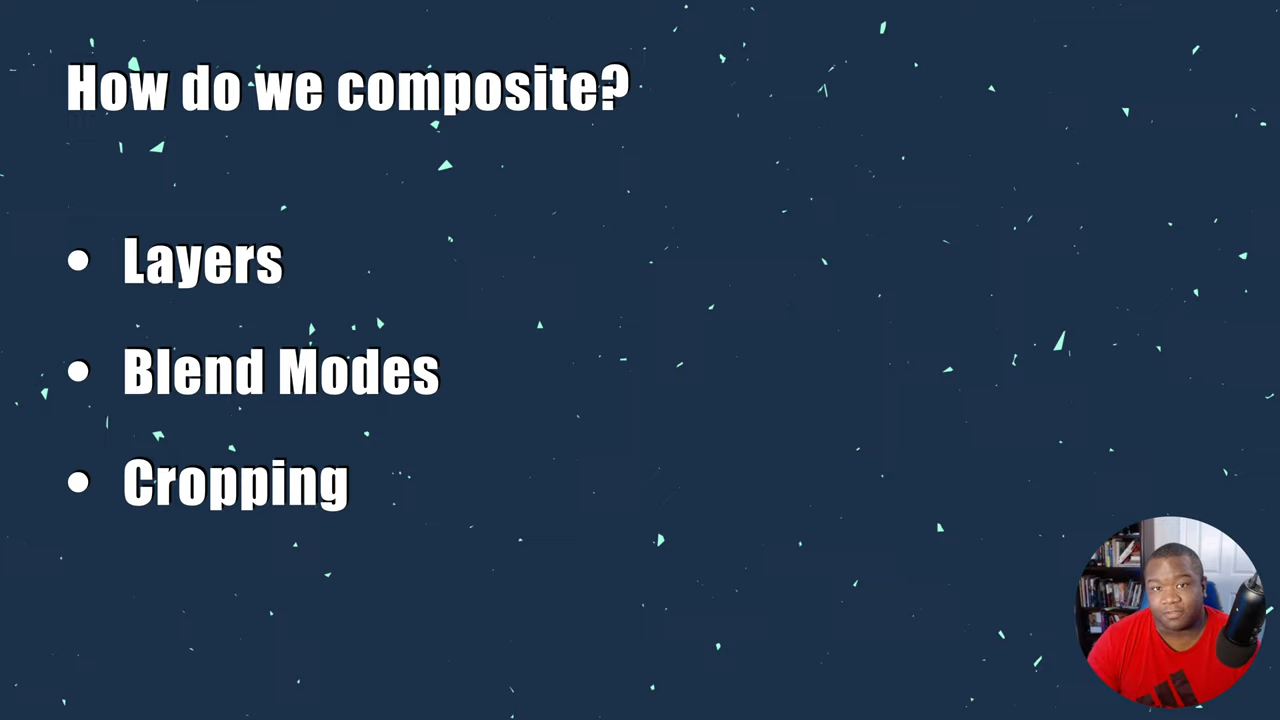 How do we composite?
• Layers
• Blend Modes
• Cropping